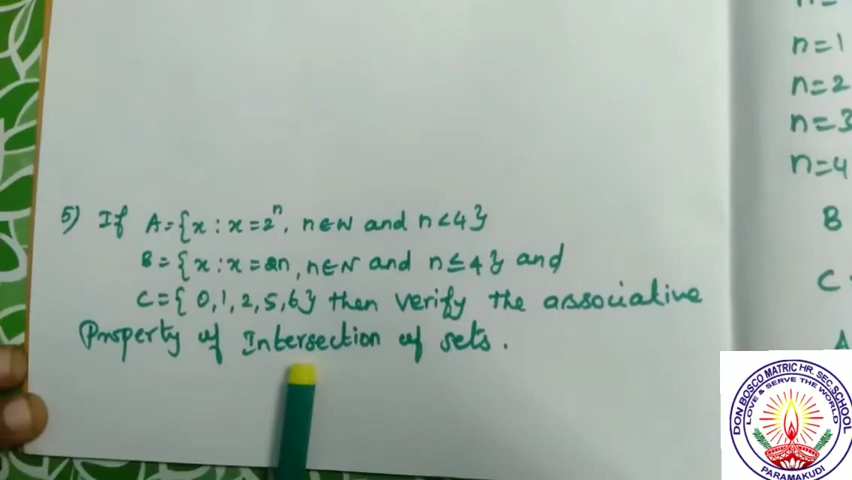 5) If A={x : x=2ⁿ, n∈W and n<4}
B={x : x=2n, n∈N and n≤4} and
C={0,1,2,5,6} then verify the associative
Property of Intersection of sets.
n=1
n=2
n=3
n=4
B
C
DON BOSCO MATRIC HR. SEC. SCHOOL
LOVE & SERVE THE WORLD
PARAMAKUDI